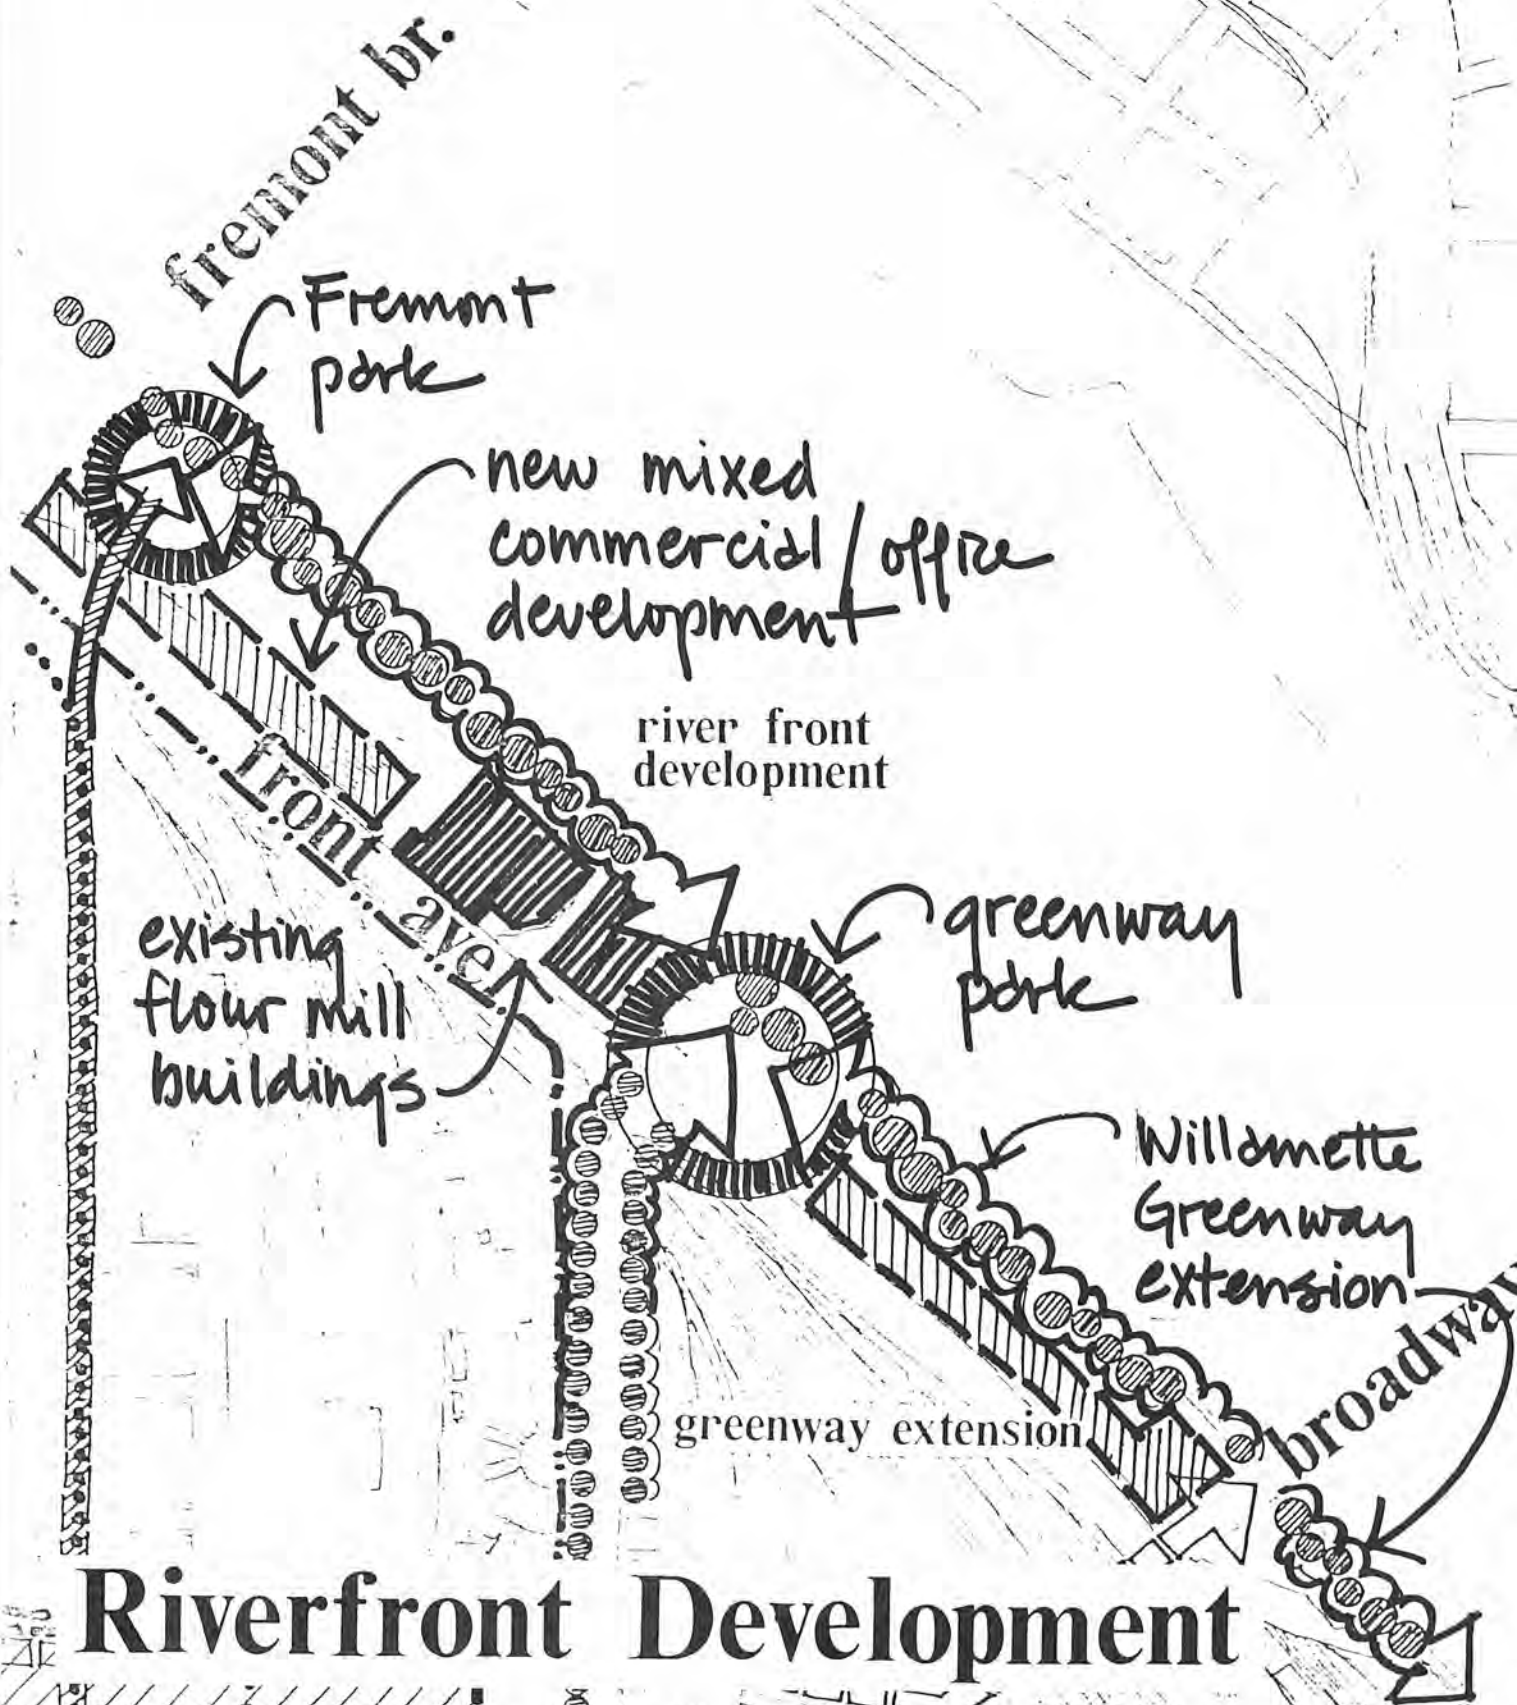 fremont br.
Fremont
park
new mixed
commercial / office
development
river front
development
front ave
existing
flour mill
buildings
greenway
park
Willamette
Greenway
extension
broadway
greenway extension
Riverfront Development